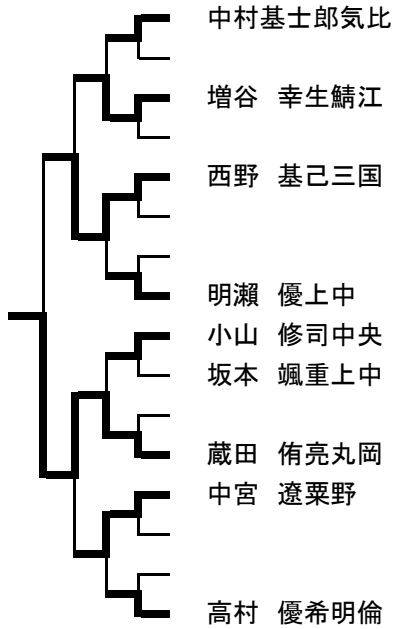 中村基士郎気比
増谷 幸生鯖江
西野 基己三国
明瀬 優上中
小山 修司中央
坂本 颯重上中
蔵田 侑亮丸岡
中宮 遼粟野
高村 優希明倫